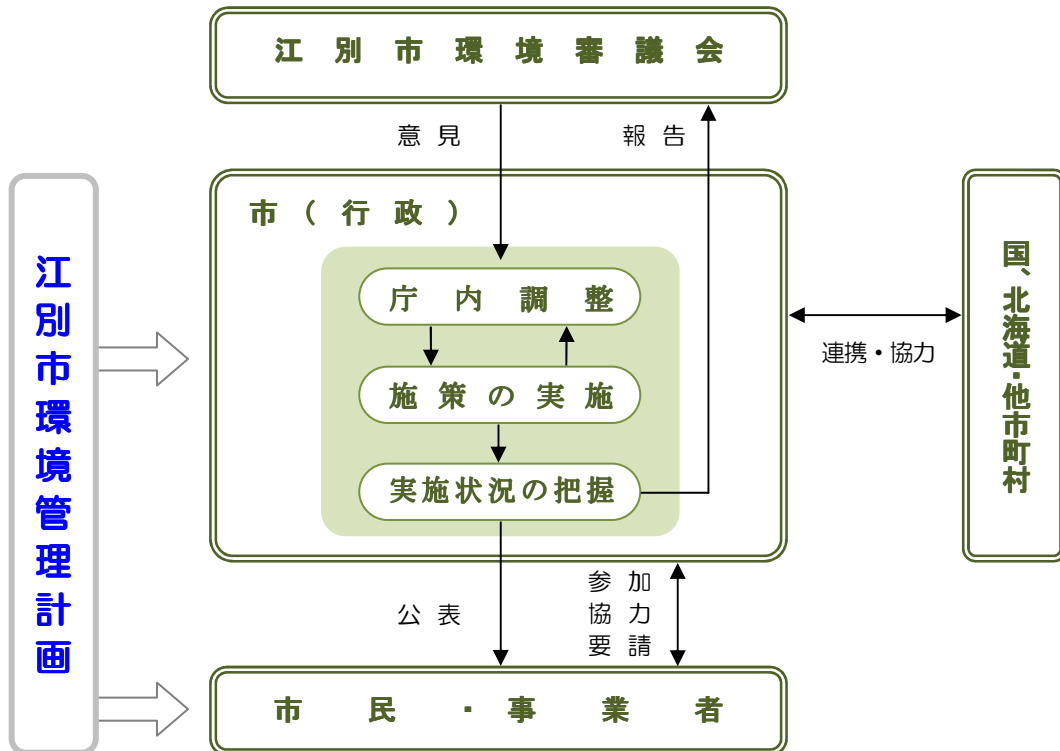 江別市環境審議会
意見
報告
江別市環境管理計画
市(行政)
庁内調整
施策の実施
実施状況の把握
連携・協力
国、北海道・他市町村
公表
参加
協力
要請
市民・事業者